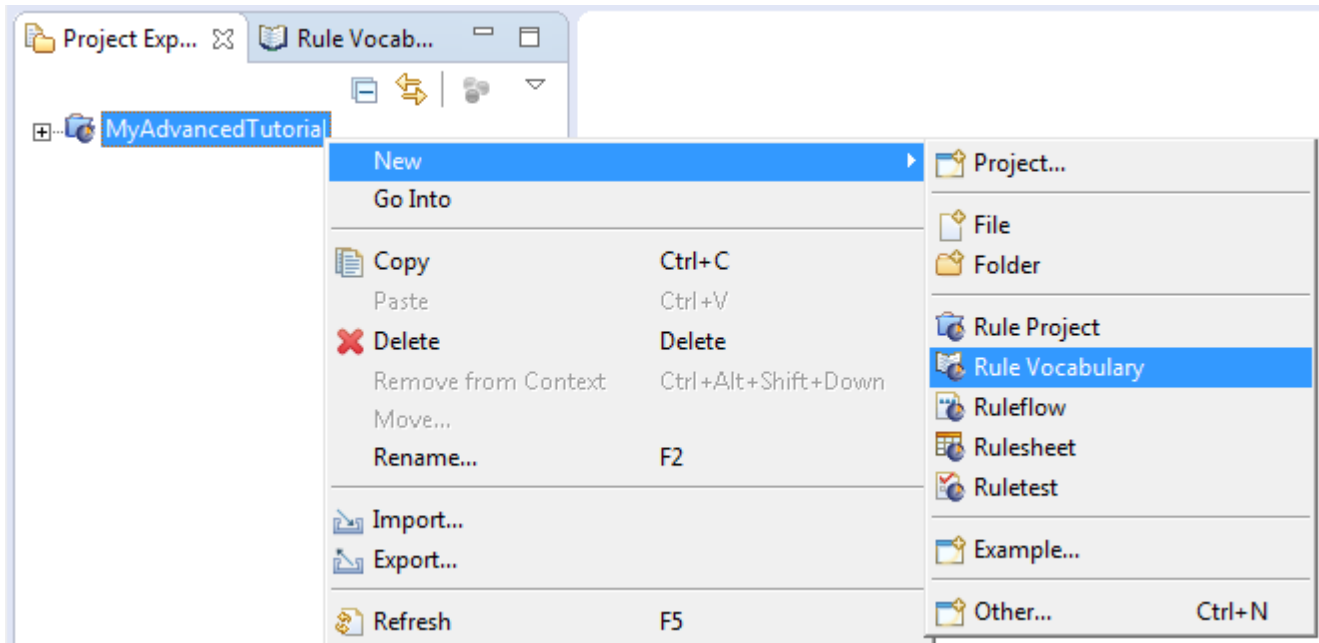 Project Exp... Rule Vocab...
MyAdvancedTutorial
New
Go Into
Copy Ctrl+C
Paste Ctrl+V
Delete Delete
Remove from Context Ctrl+Alt+Shift+Down
Move...
Rename... F2
Import...
Export...
Refresh F5
Project...
File
Folder
Rule Project
Rule Vocabulary
Ruleflow
Rulesheet
Ruletest
Example...
Other... Ctrl+N